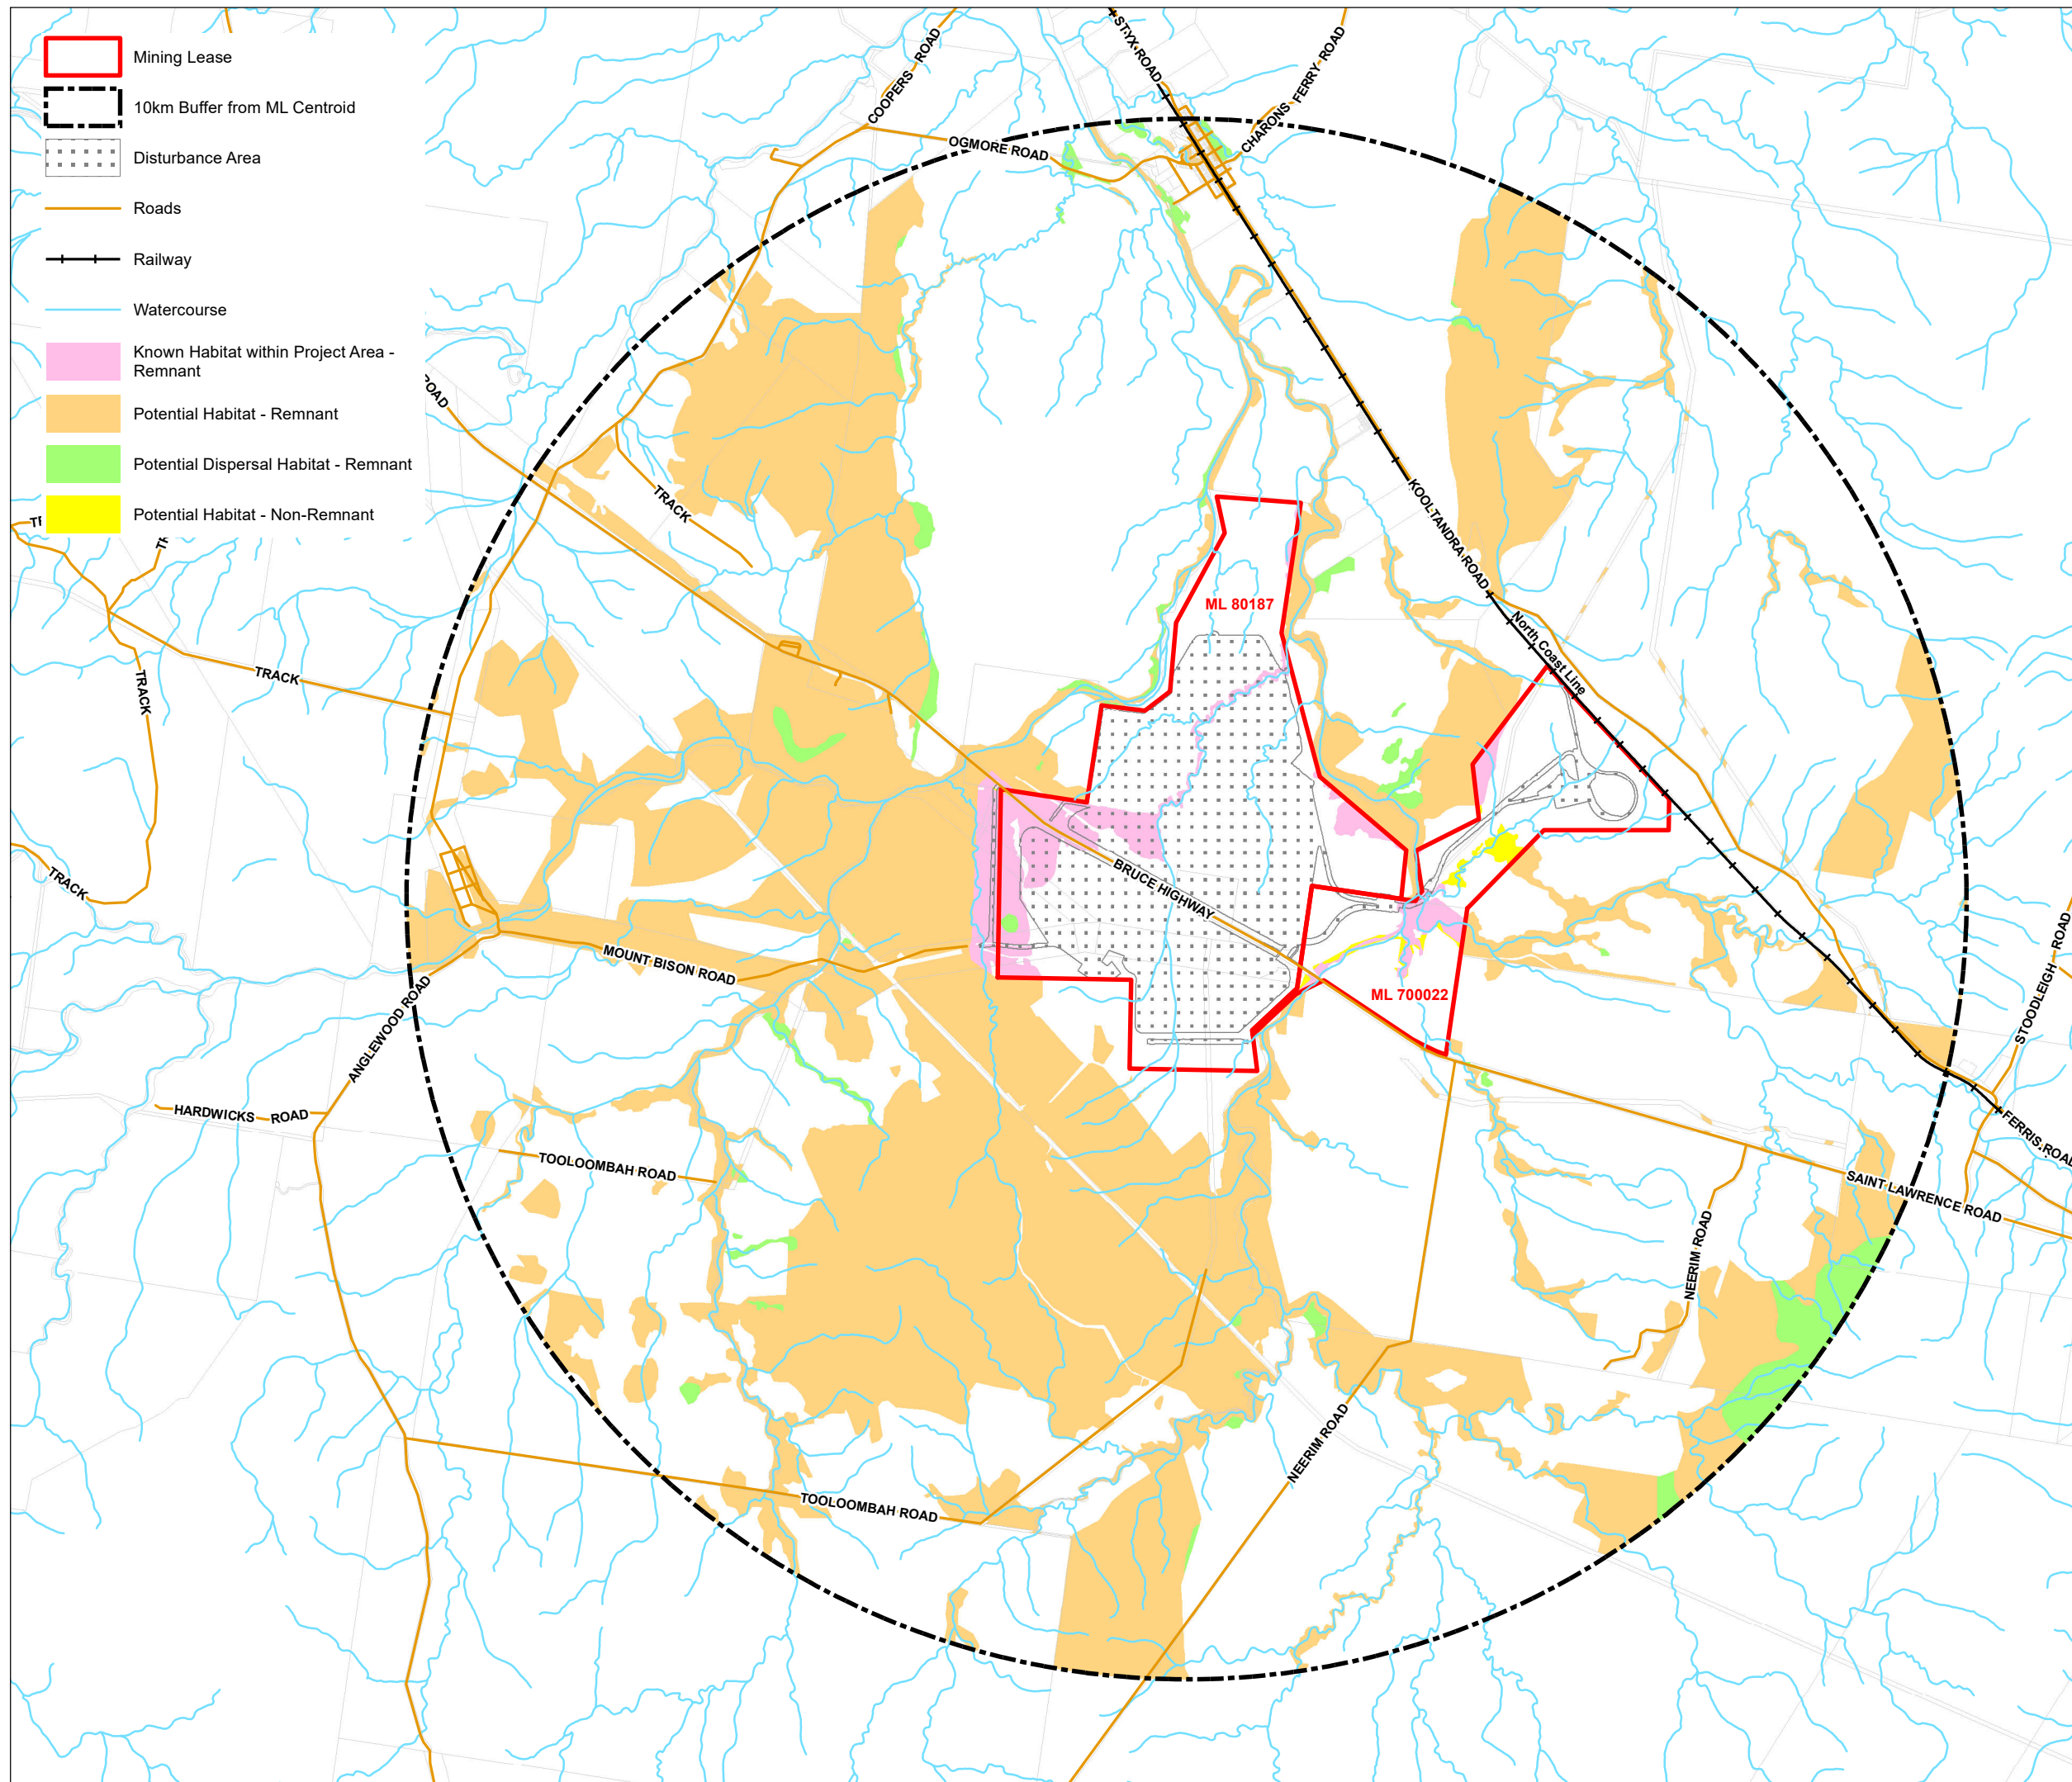 Mining Lease
10km Buffer from ML Centroid
Disturbance Area
Roads
Railway
Watercourse
Known Habitat within Project Area -
Remnant
Potential Habitat - Remnant
Potential Dispersal Habitat - Remnant
Potential Habitat - Non-Remnant
STYX ROAD
COOPERS ROAD
CHARONS FERRY ROAD
OGMORE ROAD
ROAD
TRACK
KOOLTANDRA ROAD
ML 80187
North Coast Line
TRACK
TRACK
TRACK
BRUCE HIGHWAY
MOUNT BISON ROAD
ML 700022
ANGLEWOOD ROAD
STOODLEIGH ROAD
HARDWICKS ROAD
FERRIS ROAD
TOOLOOMBAH ROAD
SAINT LAWRENCE ROAD
NEERIM ROAD
NEERIM ROAD
TOOLOOMBAH ROAD